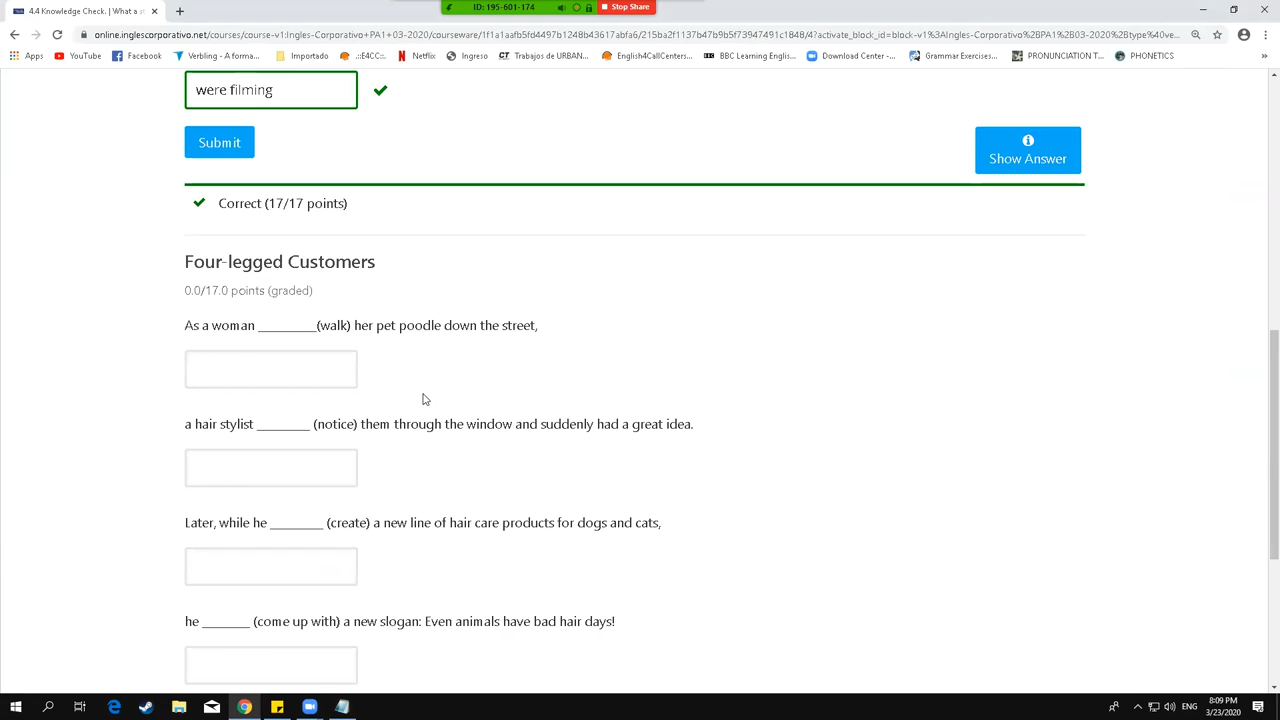 ID: 195-601-174
Stop Share
4.4 Knowledge Check. | What a s
online.inglescorporativo.net/courses/course-v1:Ingles-Corporativo+PA1+03-2020/courseware/1f1a1aafb5fd4497b1248b43617abfa6/215ba2f1137b47b9b5f73947491c1848/4?activate_block_id=block-v1%3AIngles-Corporativo%2BPA1%2B03-2020%2Btype%40ve...
Apps YouTube Facebook Verbling - A forma... Importado .::E4CC::. Netflix Ingreso Trabajos de URBAN... English4CallCenters... BBC Learning Englis... Download Center -... Grammar Exercises... PRONUNCIATION T... PHONETICS »
were filming
Submit
Show Answer
Correct (17/17 points)
Four-legged Customers
0.0/17.0 points (graded)
As a woman _________(walk) her pet poodle down the street,
a hair stylist ________ (notice) them through the window and suddenly had a great idea.
Later, while he ________ (create) a new line of hair care products for dogs and cats,
he _______ (come up with) a new slogan: Even animals have bad hair days!
ENG
8:09 PM
3/23/2020